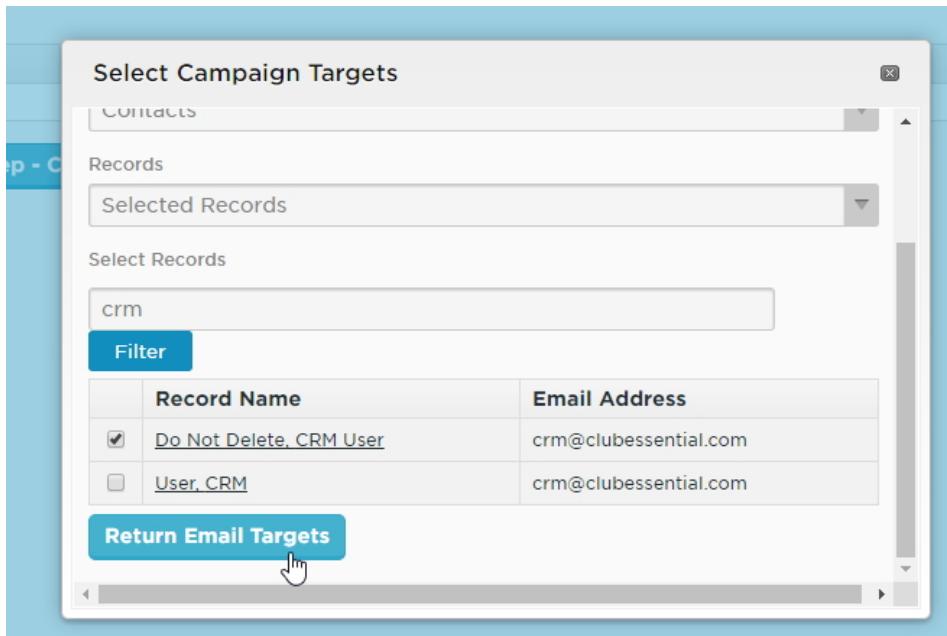 Select Campaign Targets
Contacts
ep - C
Records
Selected Records
Select Records
crm
Filter
Record Name Email Address
Do Not Delete, CRM User crm@clubessential.com
User, CRM crm@clubessential.com
Return Email Targets